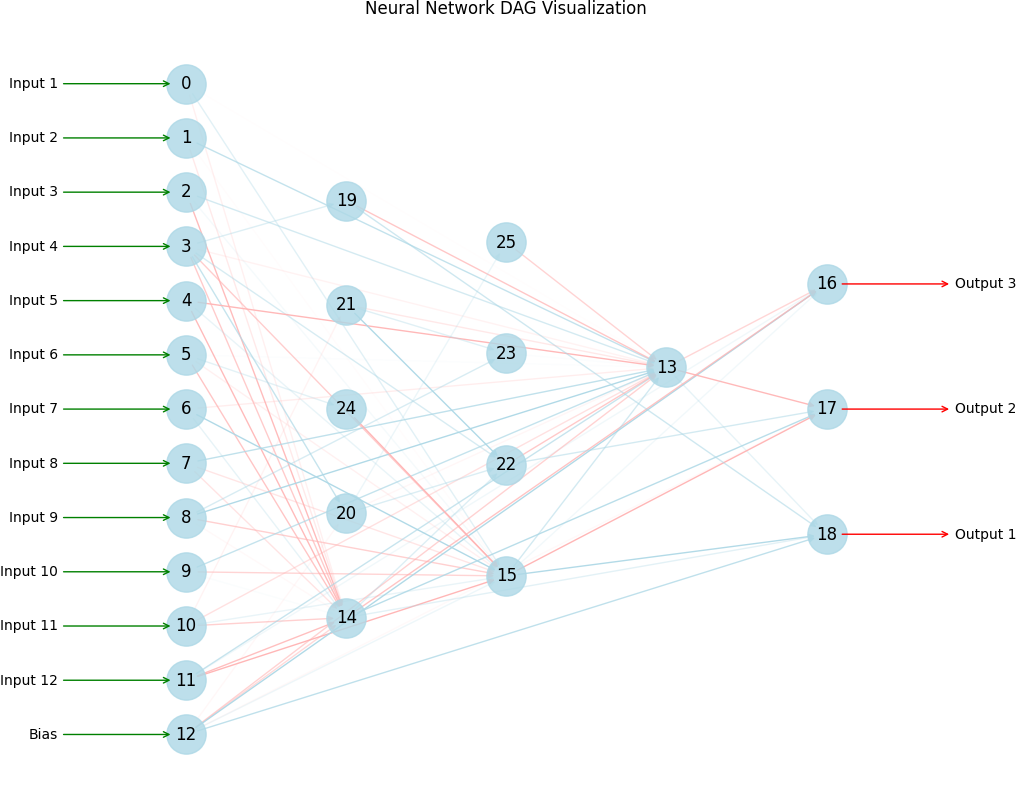 Neural Network DAG Visualization
Input 1
0
Input 2
1
Input 3
2
19
Input 4
3
25
Input 5
4
21
16
Output 3
Input 6
5
23
13
Input 7
6
24
17
Output 2
Input 8
7
22
Input 9
8
20
18
Output 1
Input 10
9
15
Input 11
10
14
Input 12
11
Bias
12